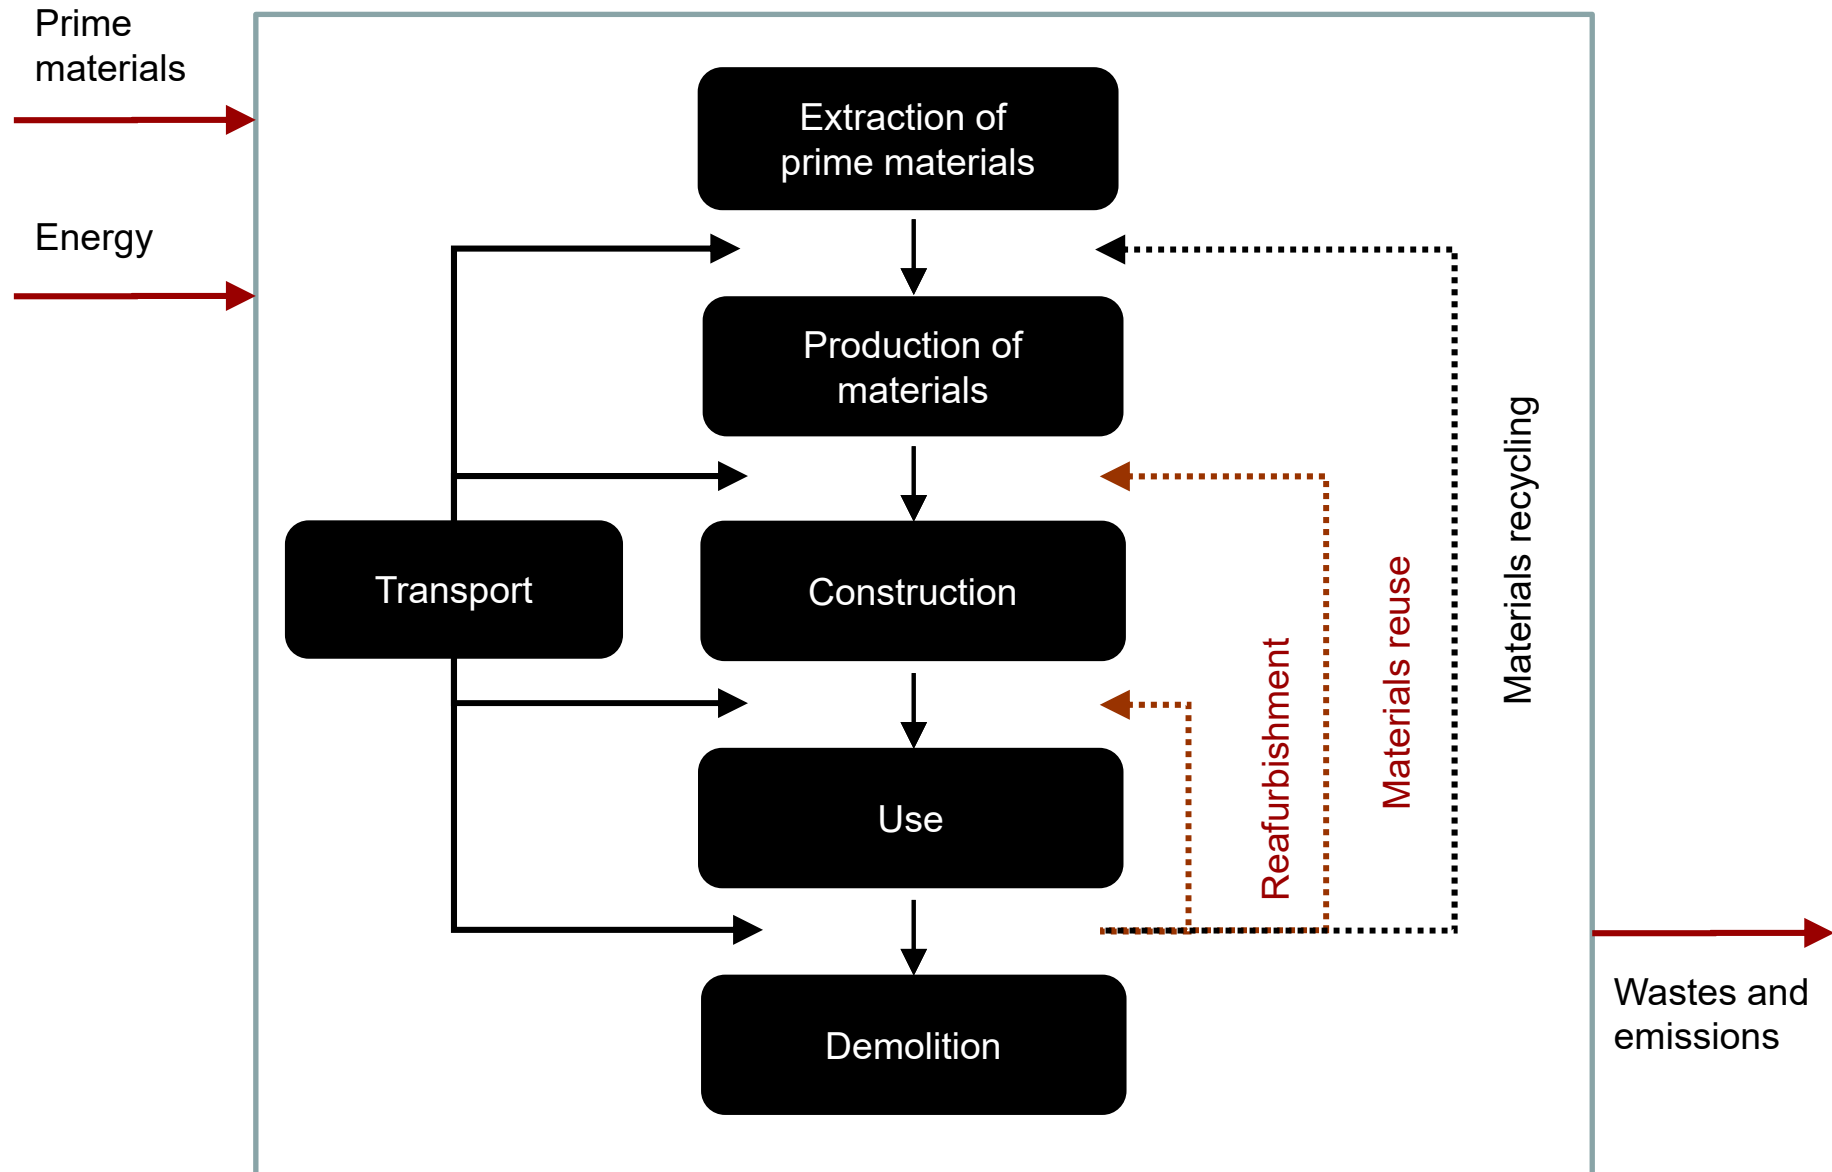 Prime
materials
Energy
Extraction of
prime materials
Production of
materials
Transport
Construction
Use
Demolition
Reafurbishment
Materials reuse
Materials recycling
Wastes and
emissions